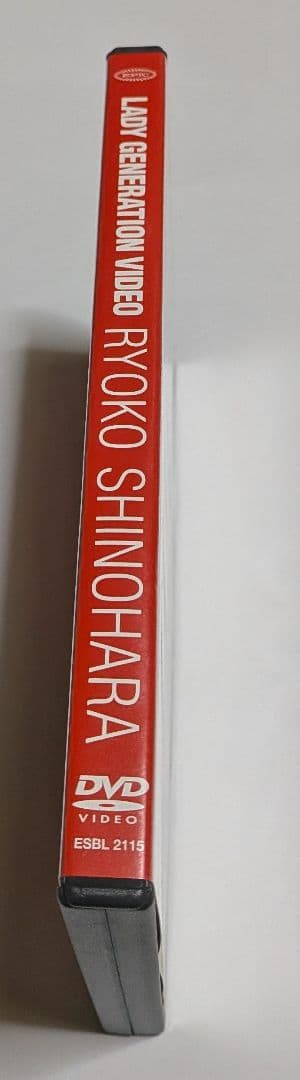 EPIC
LADY GENERATION VIDEO RYOKO SHINOHARA
DVD
VIDEO
ESBL 2115